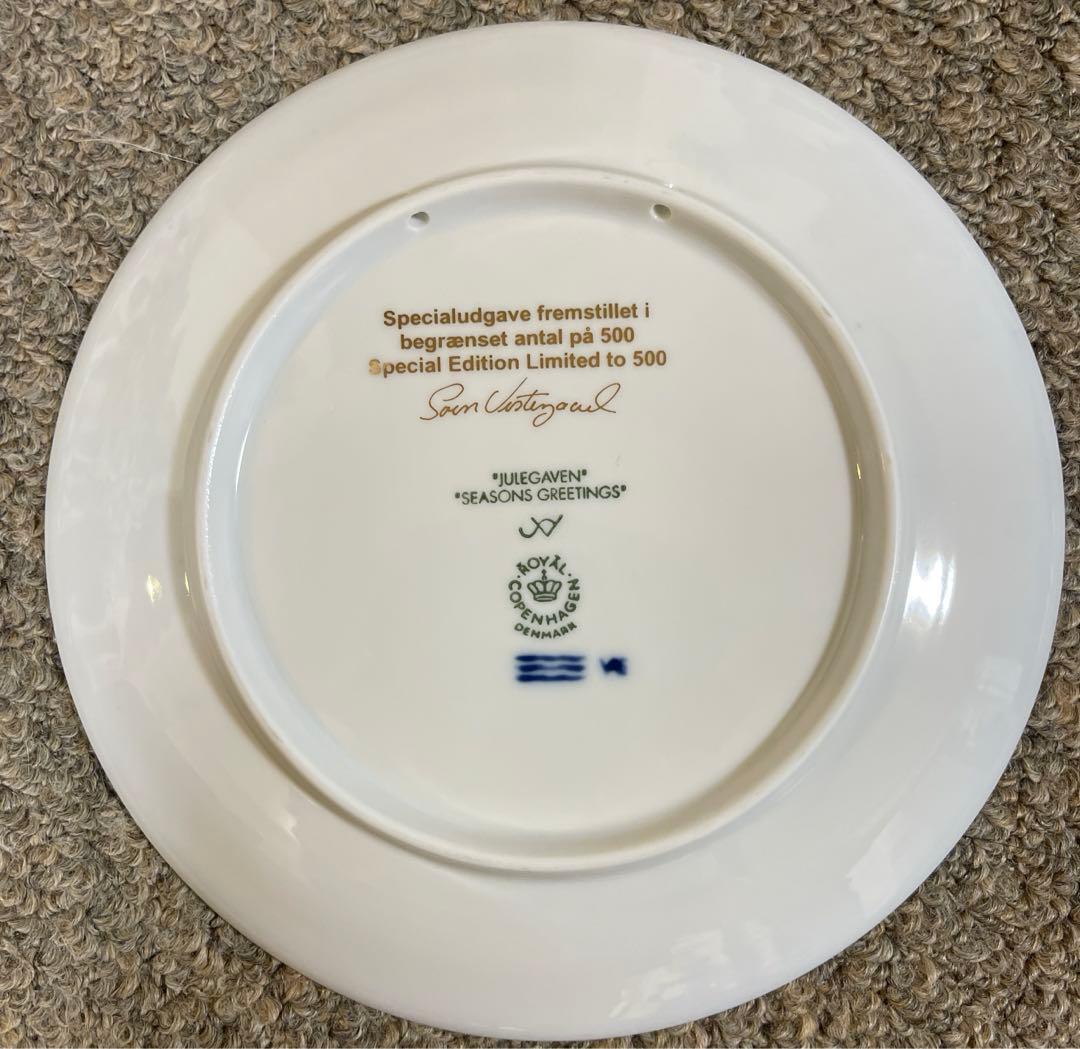 Specialudgave fremstillet i
begrænset antal på 500
Special Edition Limited to 500
"JULEGAVEN"
"SEASONS GREETINGS"
ROYAL COPENHAGEN
DENMARK